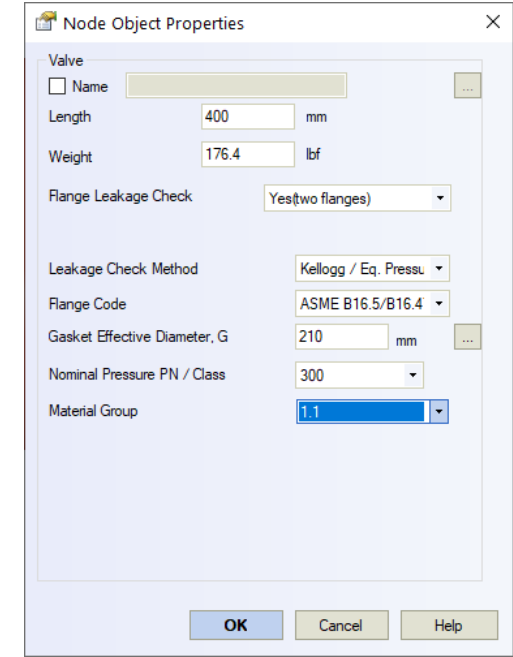 Node Object Properties
Valve
Name ...
Length 400 mm
Weight 176.4 lbf
Flange Leakage Check Yes(two flanges)
Leakage Check Method Kellogg / Eq. Pressu
Flange Code ASME B16.5/B16.4
Gasket Effective Diameter, G 210 mm ...
Nominal Pressure PN / Class 300
Material Group 1.1
OK Cancel Help